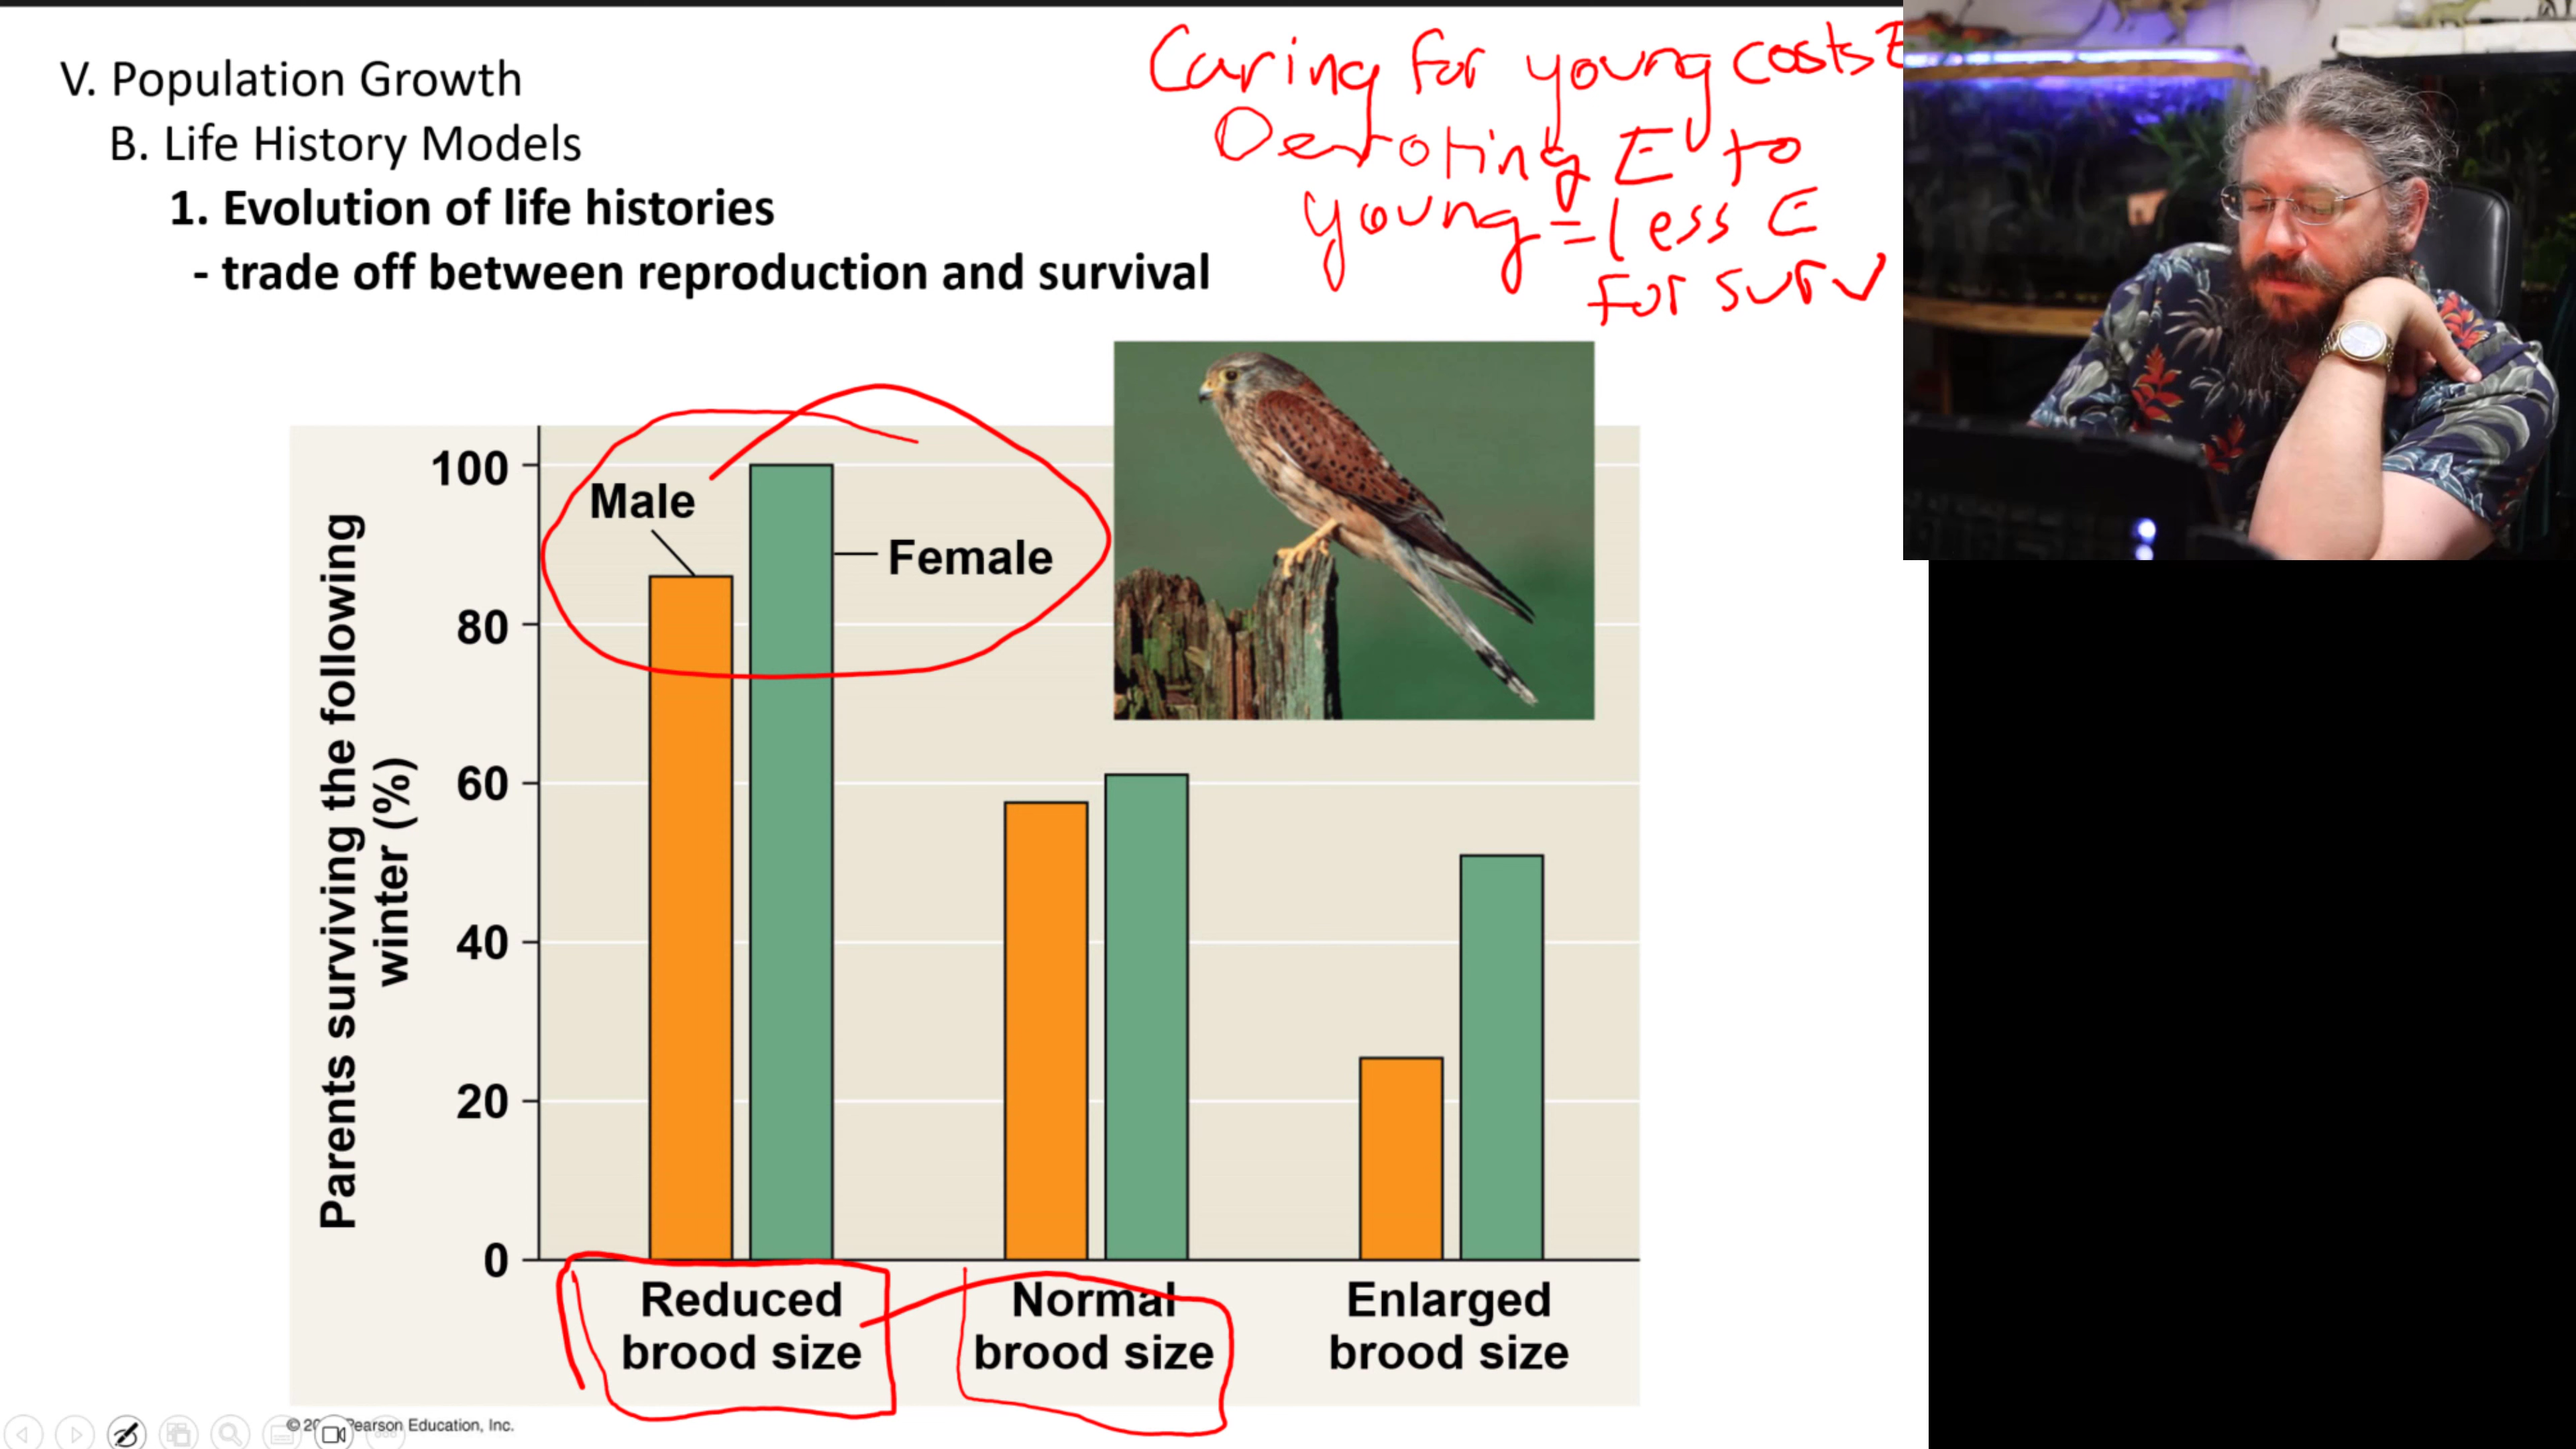 V. Population Growth
B. Life History Models
1. Evolution of life histories
- trade off between reproduction and survival
Caring for young costs E
Devoting E to
young = less E
for surv
Parents surviving the following
winter (%)
100
80
60
40
20
0
Male
Female
Reduced
brood size
Normal
brood size
Enlarged
brood size
© 20 Pearson Education, Inc.